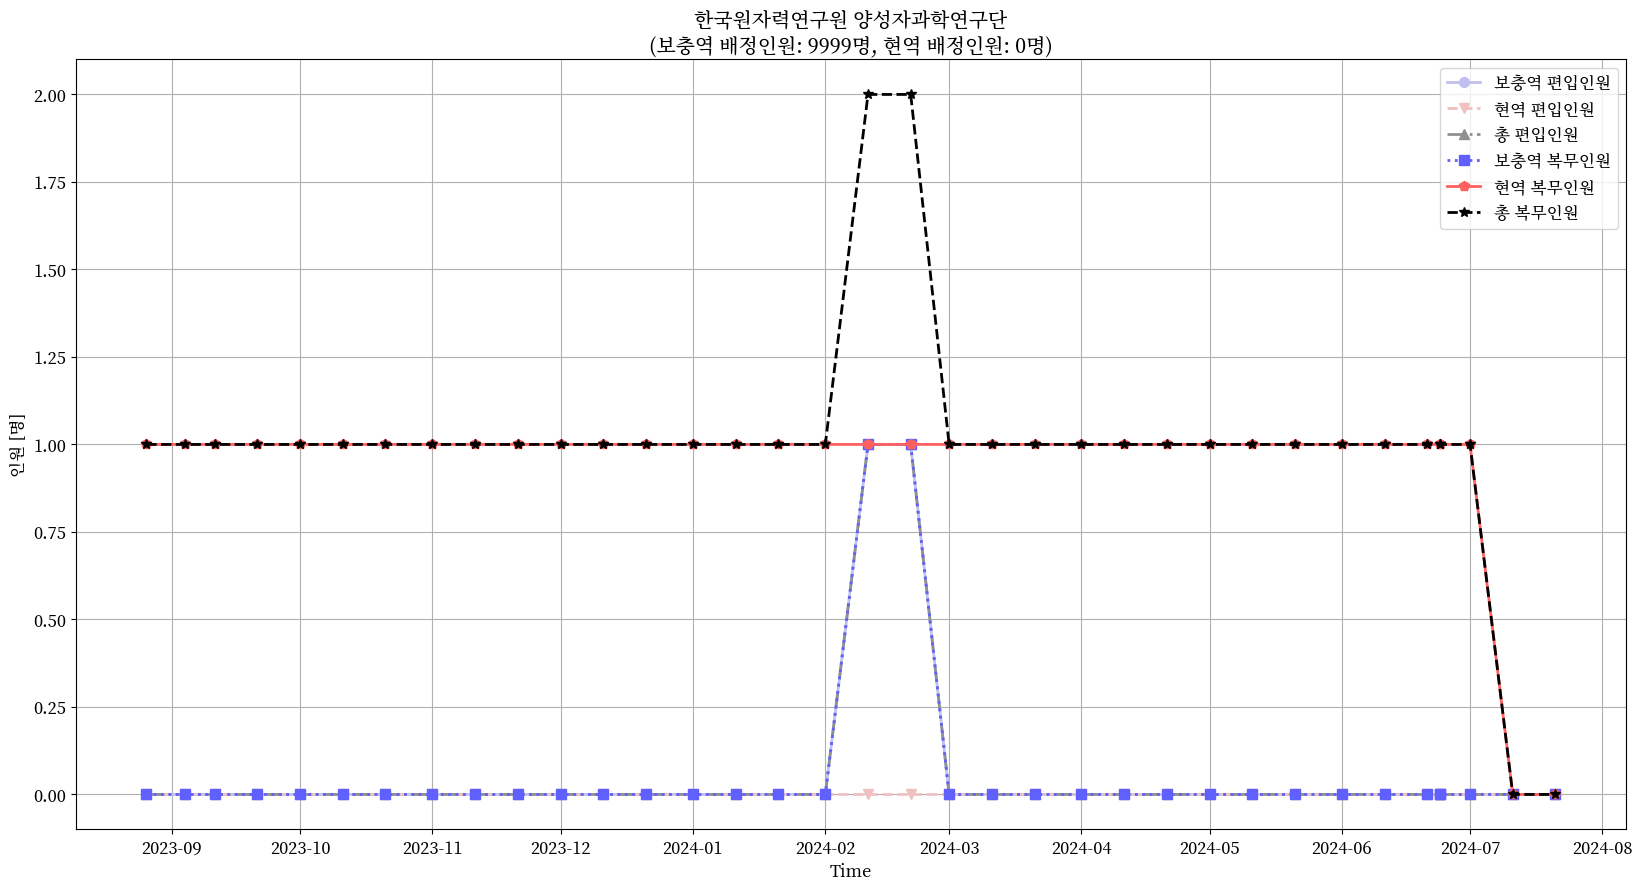 한국원자력연구원 양성자과학연구단
(보충역 배정인원: 9999명, 현역 배정인원: 0명)
보충역 편입인원
현역 편입인원
총 편입인원
보충역 복무인원
현역 복무인원
총 복무인원
인원 [명]
2.00
1.75
1.50
1.25
1.00
0.75
0.50
0.25
0.00
2023-09
2023-10
2023-11
2023-12
2024-01
2024-02
2024-03
2024-04
2024-05
2024-06
2024-07
2024-08
Time